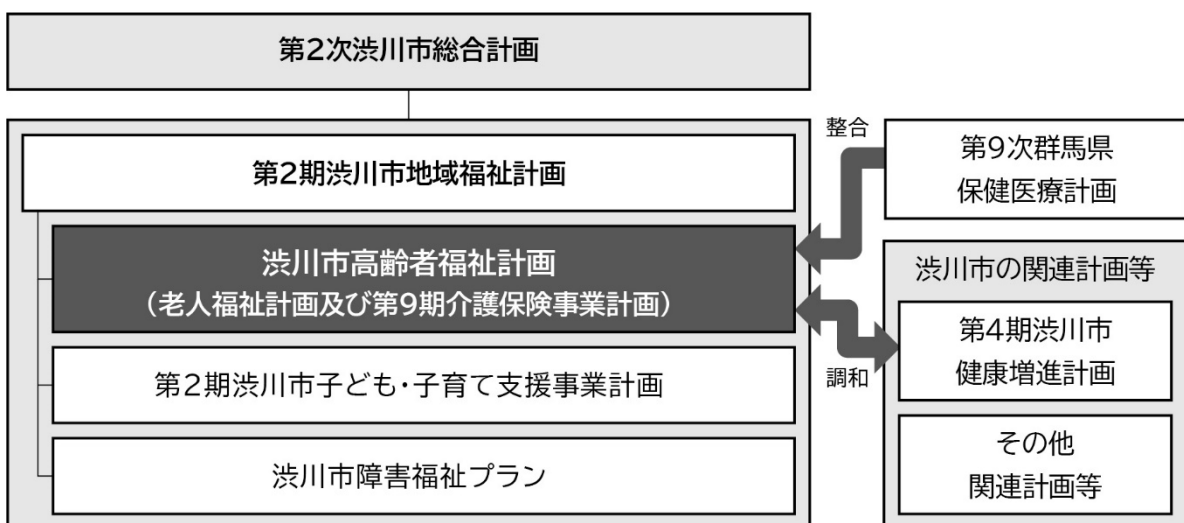 第2次渋川市総合計画
第2期渋川市地域福祉計画
渋川市高齢者福祉計画
（老人福祉計画及び第9期介護保険事業計画）
第2期渋川市子ども・子育て支援事業計画
渋川市障害福祉プラン
整合
調和
第9次群馬県
保健医療計画
渋川市の関連計画等
第4期渋川市
健康増進計画
その他
関連計画等